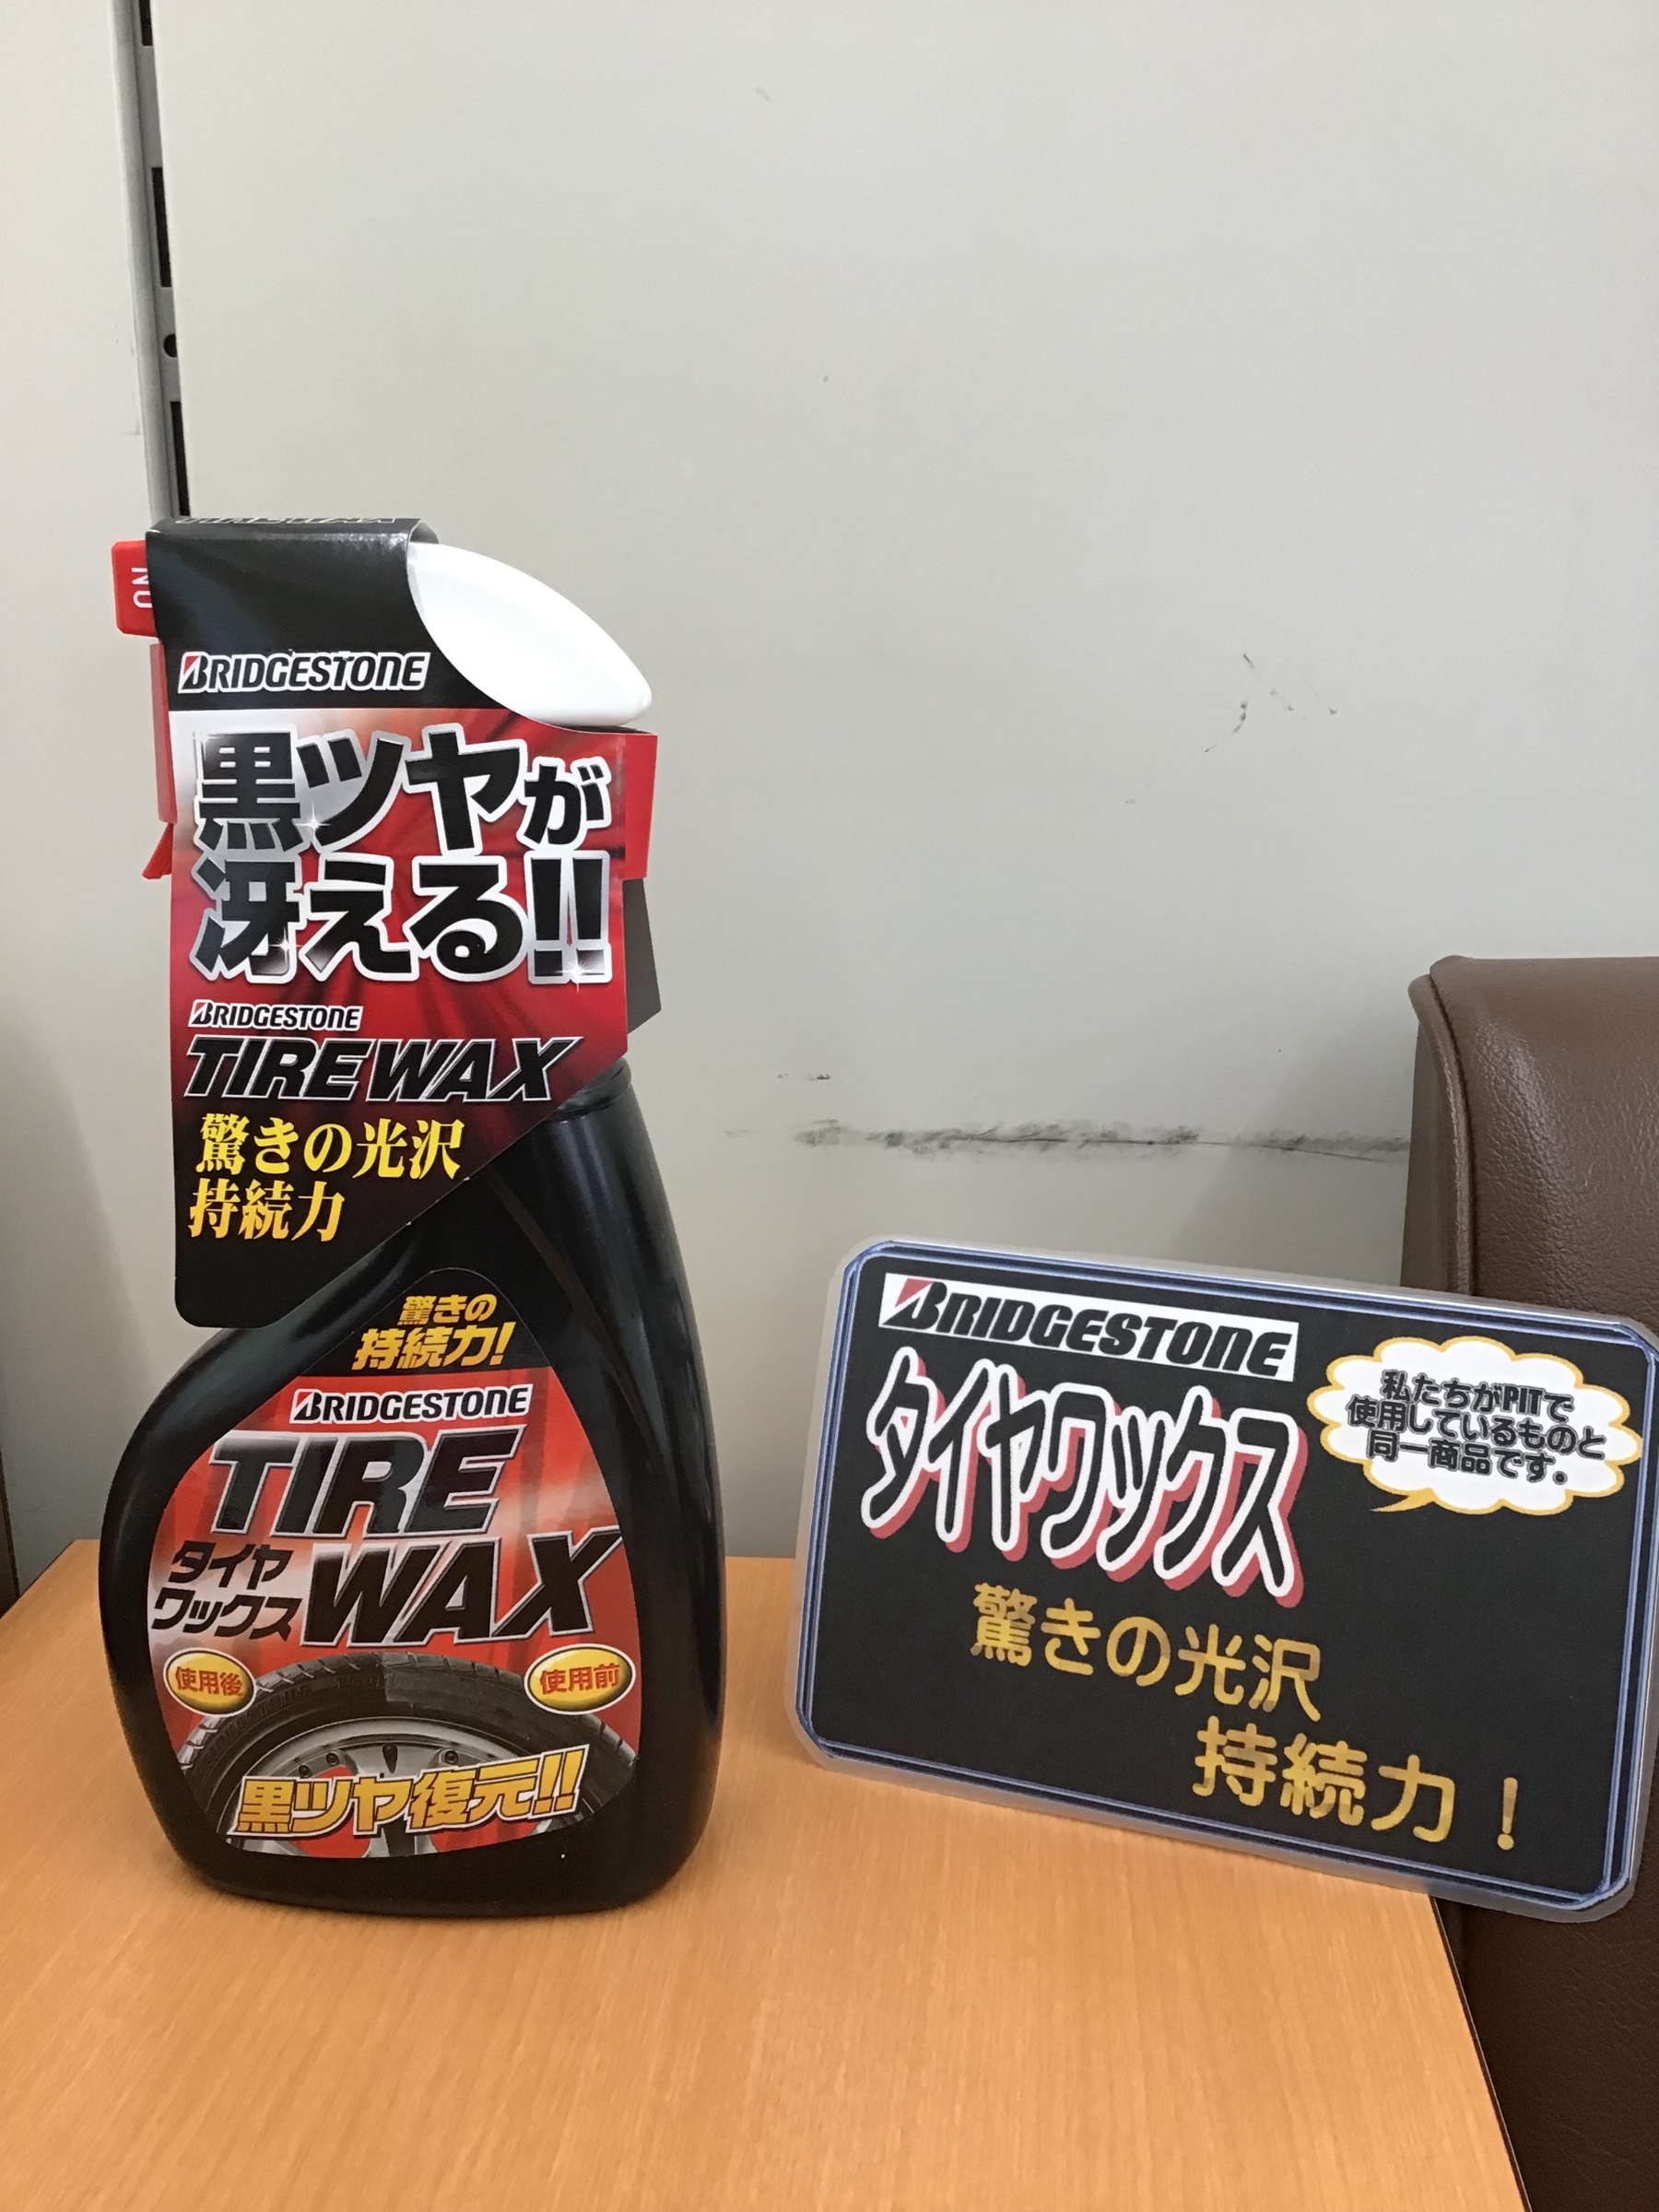 NO
BRIDGESTONE
黒ツヤが
冴える!!
BRIDGESTONE
TIRE WAX
驚きの光沢
持続力
驚きの
持続力!
BRIDGESTONE
TIRE
タイヤ
ワックス
WAX
使用後
使用前
黒ツヤ復元!!
BRIDGESTONE
タイヤワックス
私たちがPITで
使用しているものと
同一商品です。
驚きの光沢
持続力!